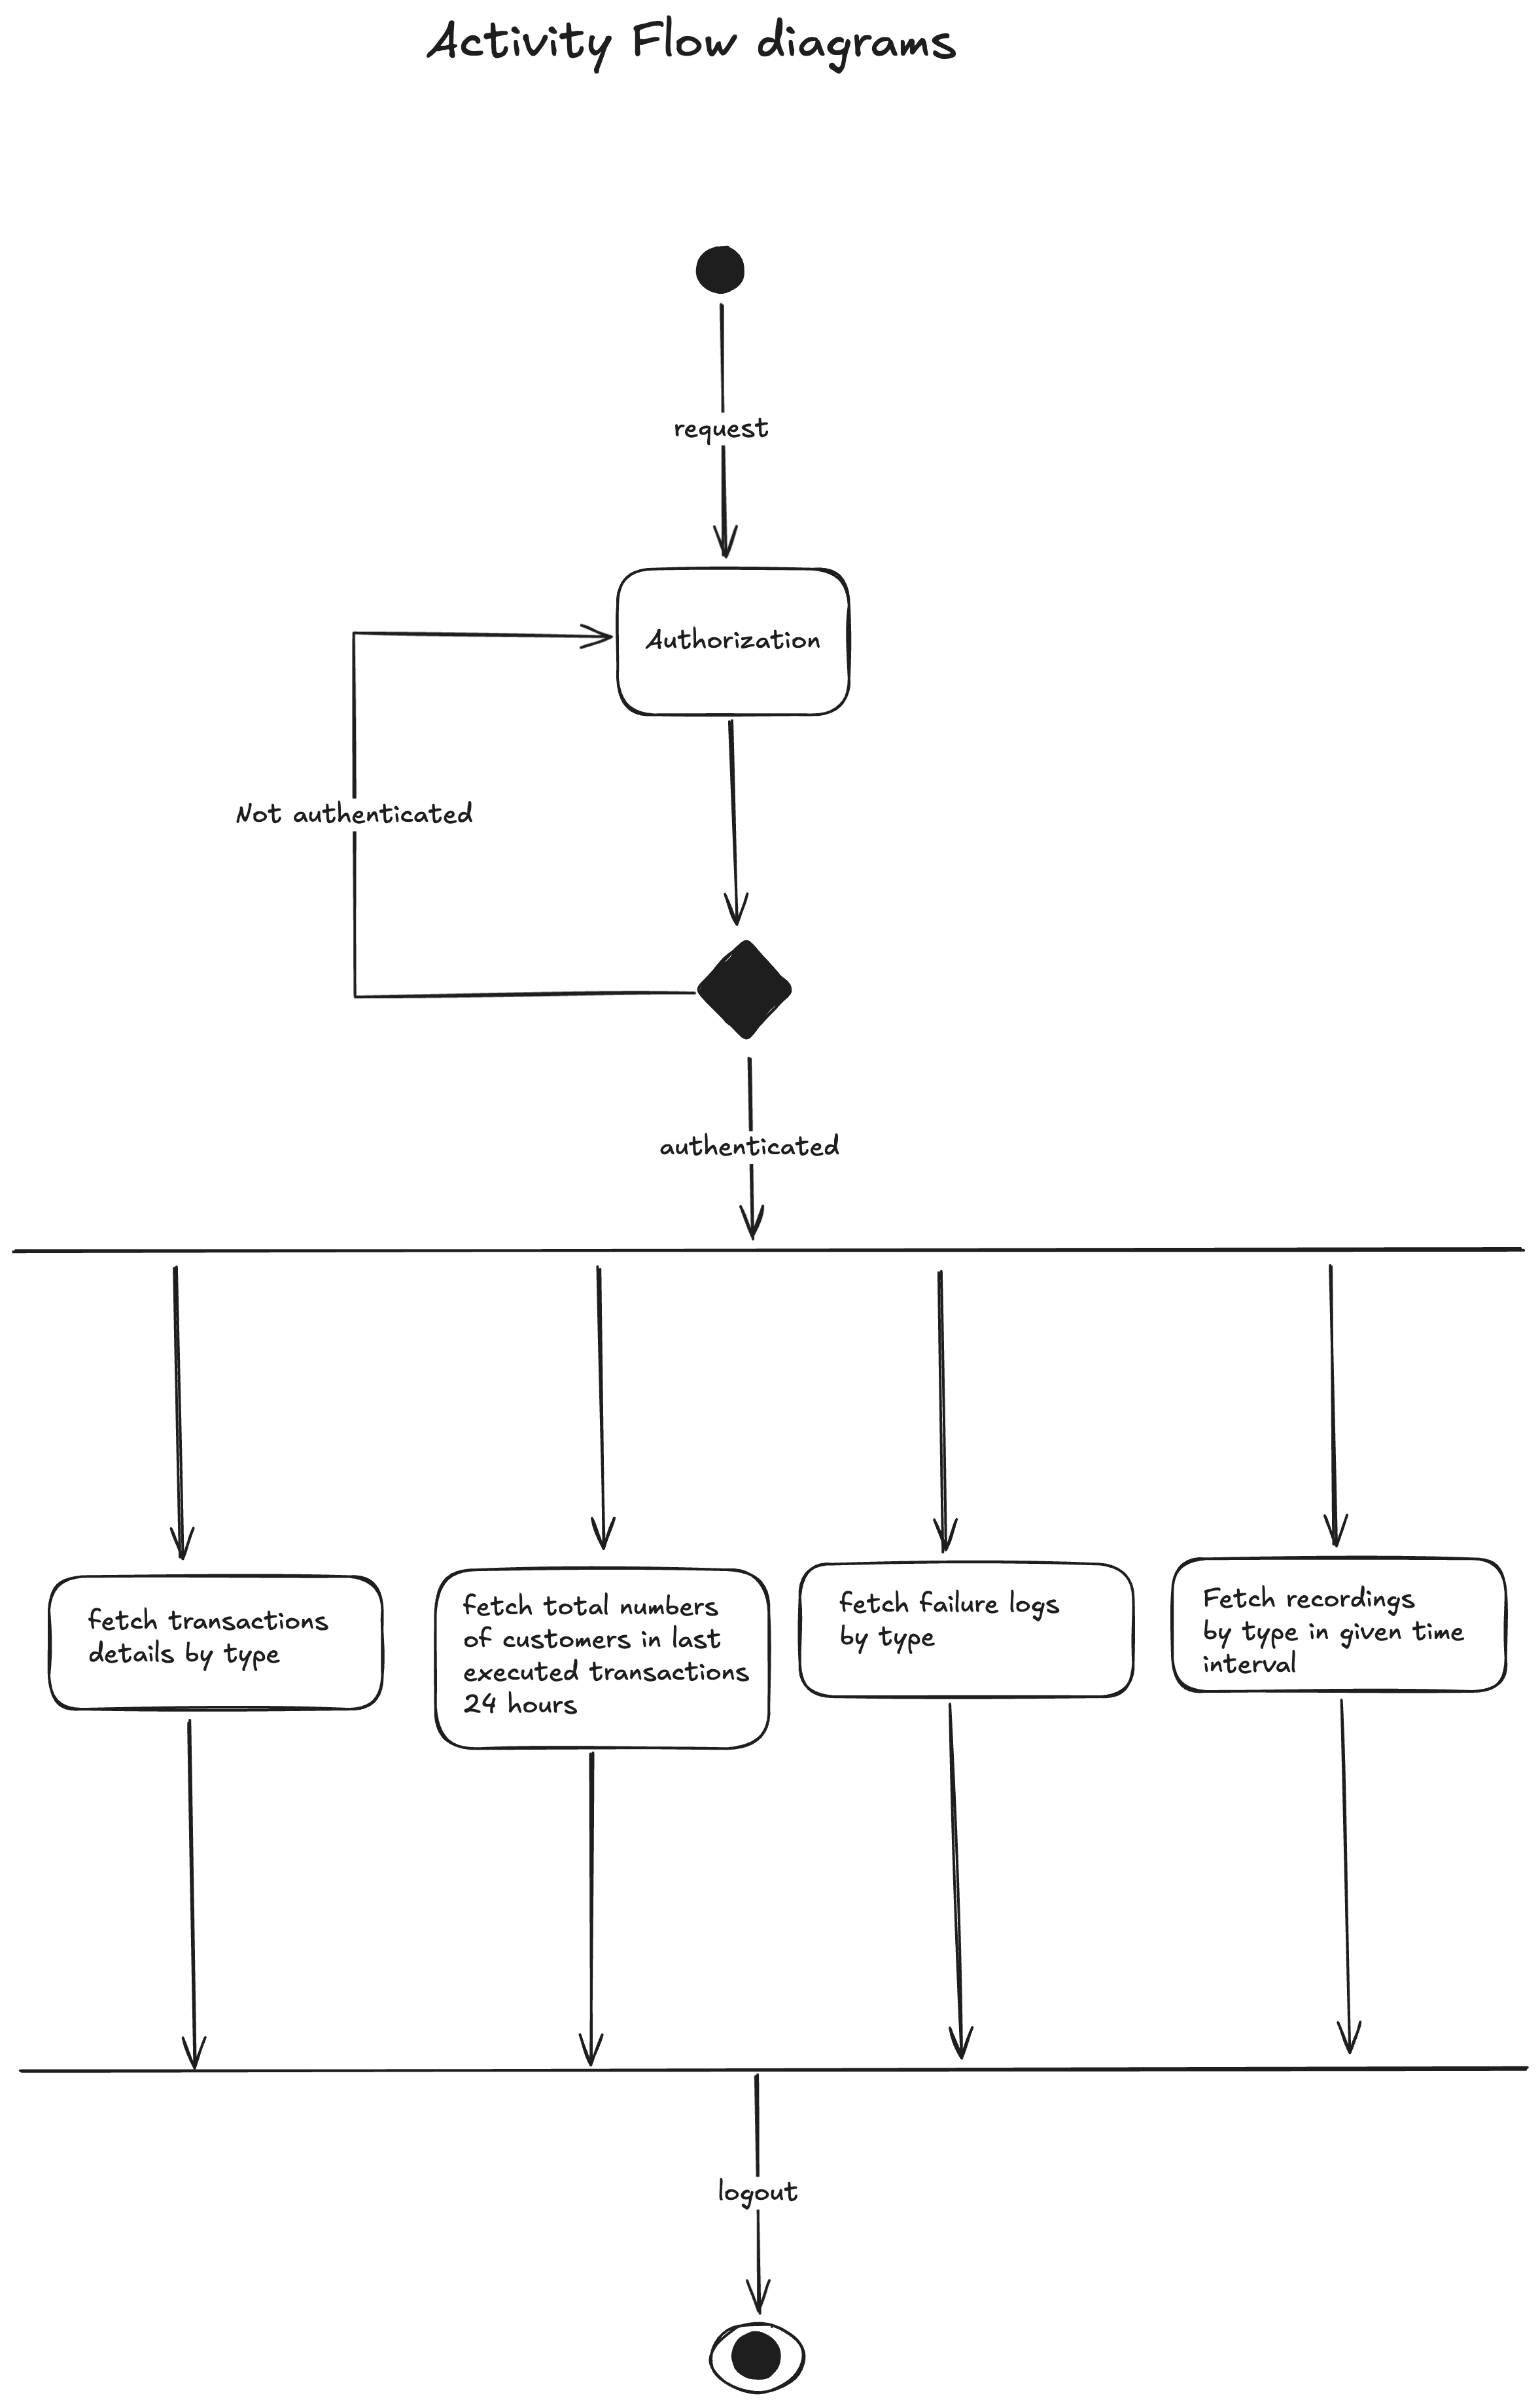 Activity Flow diagrams
request
Authorization
Not authenticated
authenticated
fetch transactions
details by type
fetch total numbers
of customers in last
executed transactions
24 hours
fetch failure logs
by type
Fetch recordings
by type in given time
interval
logout